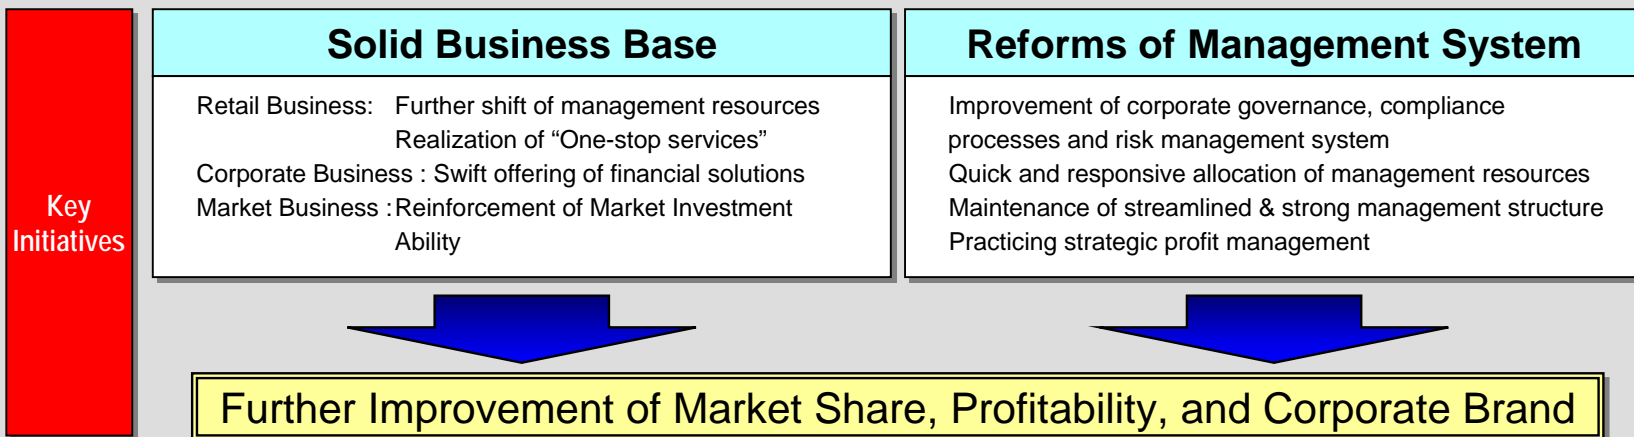 Key
Initiatives
Solid Business Base
Retail Business: Further shift of management resources
Realization of “One-stop services”
Corporate Business : Swift offering of financial solutions
Market Business : Reinforcement of Market Investment
Ability
Reforms of Management System
Improvement of corporate governance, compliance
processes and risk management system
Quick and responsive allocation of management resources
Maintenance of streamlined & strong management structure
Practicing strategic profit management
Further Improvement of Market Share, Profitability, and Corporate Brand